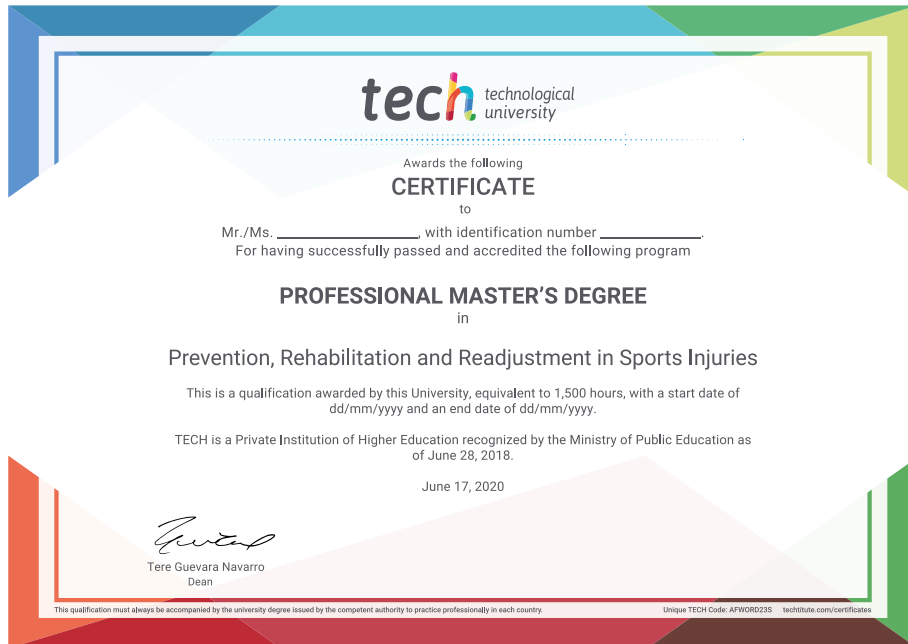 tech technological
university
Awards the following
CERTIFICATE
to
Mr./Ms. ____________________, with identification number ______________.
For having successfully passed and accredited the following program
PROFESSIONAL MASTER'S DEGREE
in
Prevention, Rehabilitation and Readjustment in Sports Injuries
This is a qualification awarded by this University, equivalent to 1,500 hours, with a start date of
dd/mm/yyyy and an end date of dd/mm/yyyy.
TECH is a Private Institution of Higher Education recognized by the Ministry of Public Education as
of June 28, 2018.
June 17, 2020
Tere Guevara Navarro
Dean
This qualification must always be accompanied by the university degree issued by the competent authority to practice professionally in each country. Unique TECH Code: AFWORD23S techtitute.com/certificates